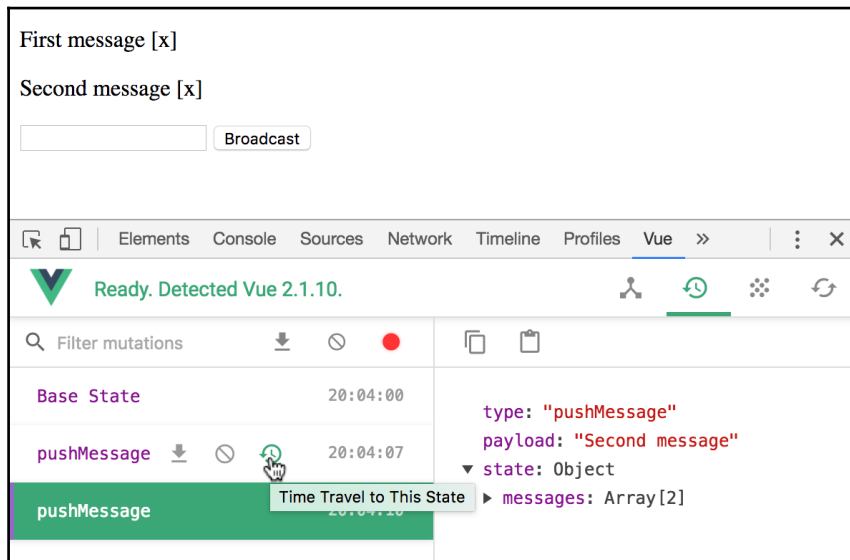 First message [x]
Second message [x]
Broadcast
Elements Console Sources Network Timeline Profiles Vue »
Ready. Detected Vue 2.1.10.
Filter mutations
Base State 20:04:00
type: "pushMessage"
payload: "Second message"
pushMessage 20:04:07
▼ state: Object
Time Travel to This State
▶ messages: Array[2]
pushMessage